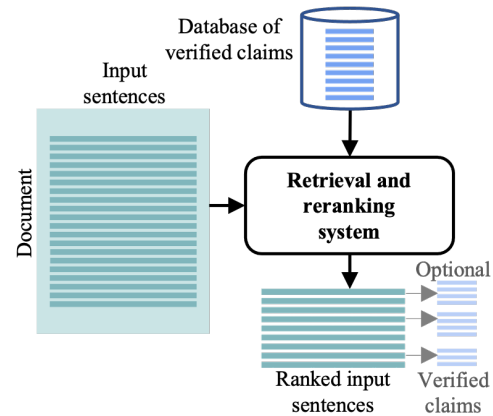 Database of
verified claims
Input
sentences
Document
Retrieval and
reranking
system
Optional
Ranked input
sentences
Verified
claims